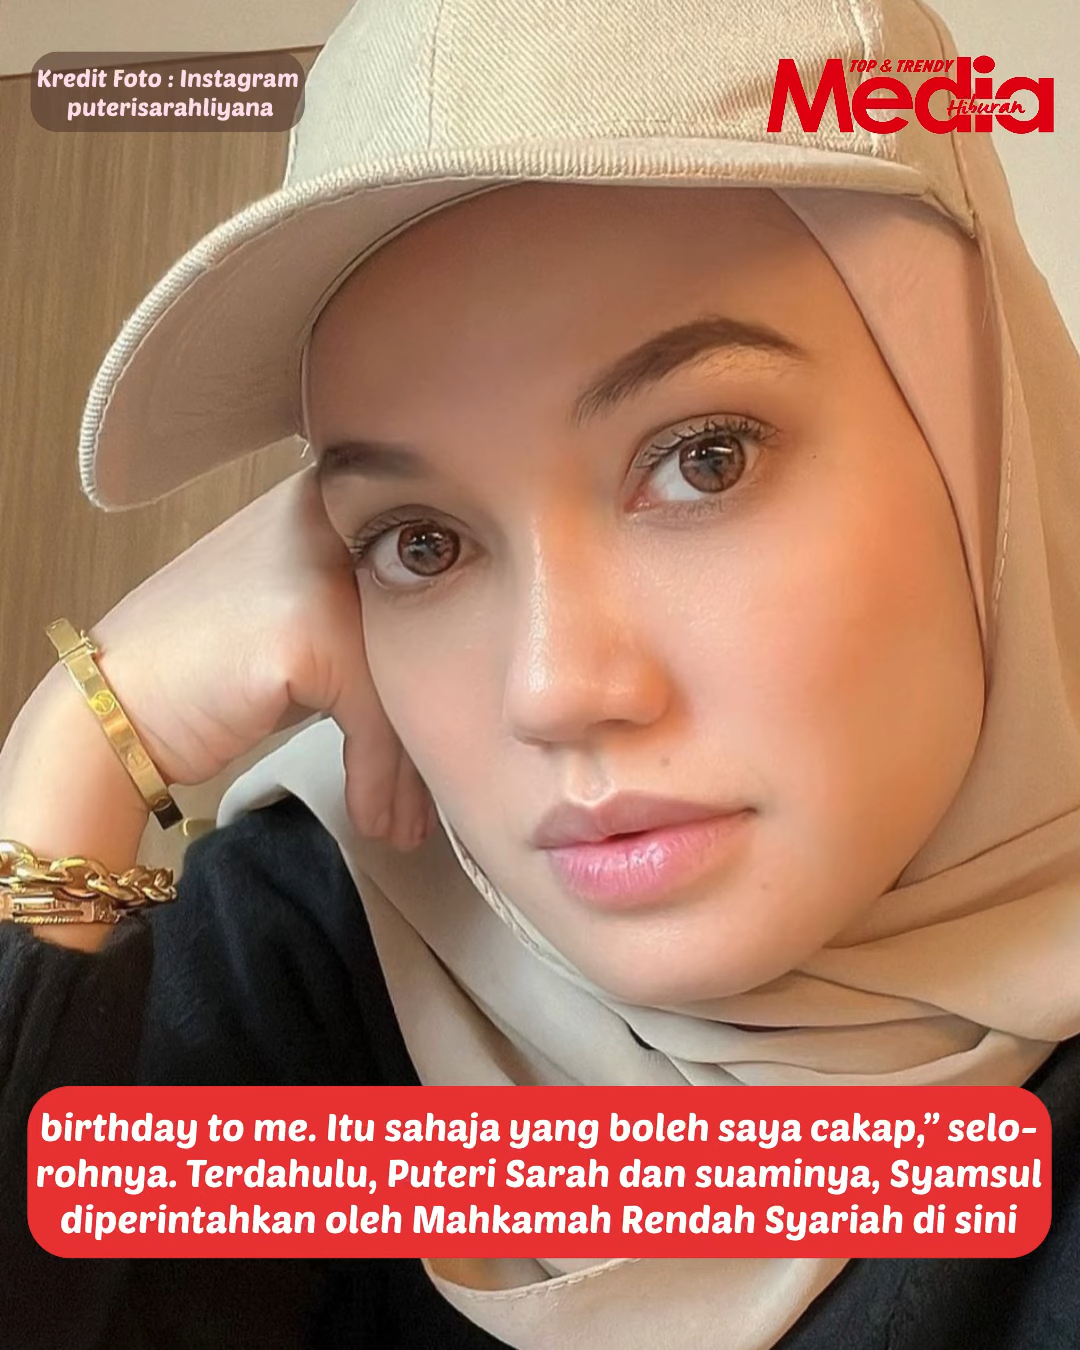 Kredit Foto : Instagram
puterisarahliyana
TOP & TRENDY
Media
Hiburan
birthday to me. Itu sahaja yang boleh saya cakap,” selo-
rohnya. Terdahulu, Puteri Sarah dan suaminya, Syamsul
diperintahkan oleh Mahkamah Rendah Syariah di sini